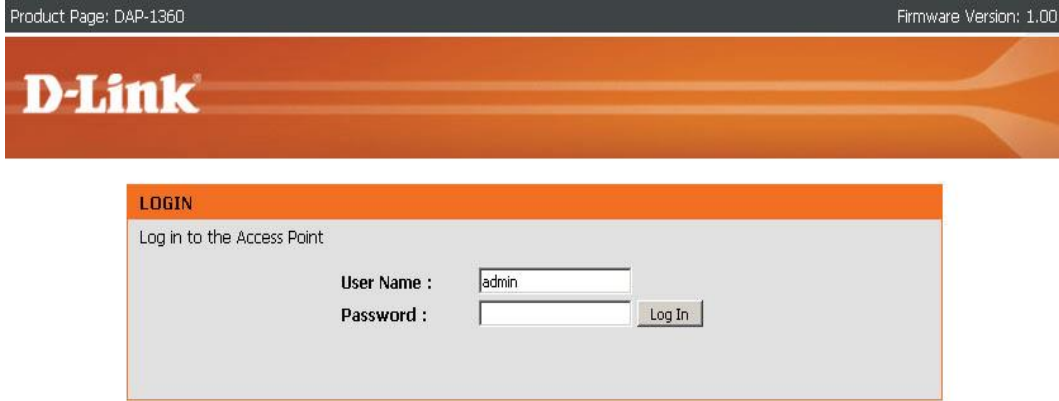 Product Page: DAP-1360 Firmware Version: 1.00
D-Link®
LOGIN
Log in to the Access Point
User Name : admin
Password : Log In